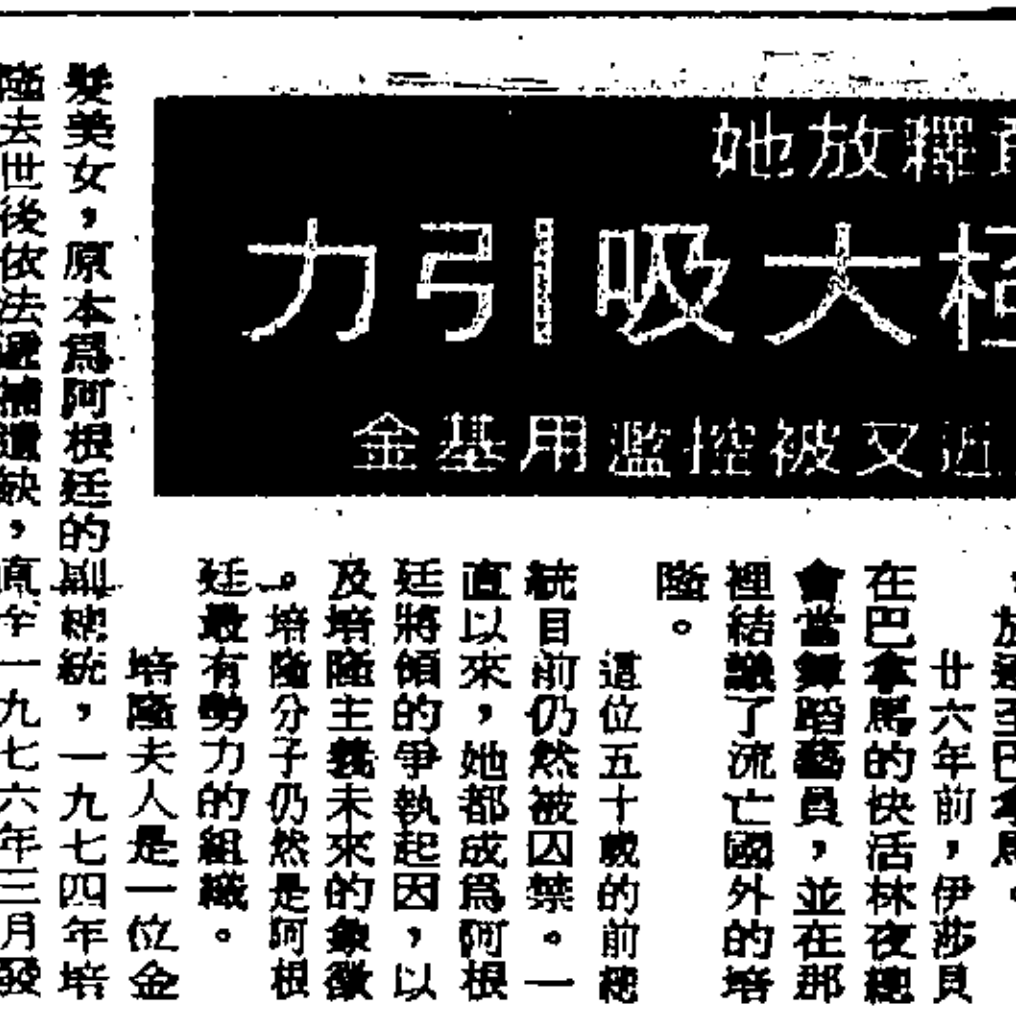 她放釋
極大吸引力
近又被控濫用基金
放逐至巴拿馬。
廿六年前，伊莎貝
在巴拿馬的快活林夜總
會當舞蹈藝員，並在那
裡結識了流亡國外的培
隆。
這位五十歲的前總
統目前仍然被囚禁。一
直以來，她都成爲阿根
廷將領的爭執起因，以
及培隆主義未來的象徵
。培隆分子仍然是阿根
廷最有勢力的組織。
培隆夫人是一位金
髮美女，原本爲阿根廷的副總統，一九七四年培
隆去世後依法遞補遺缺，直至一九七六年三月發